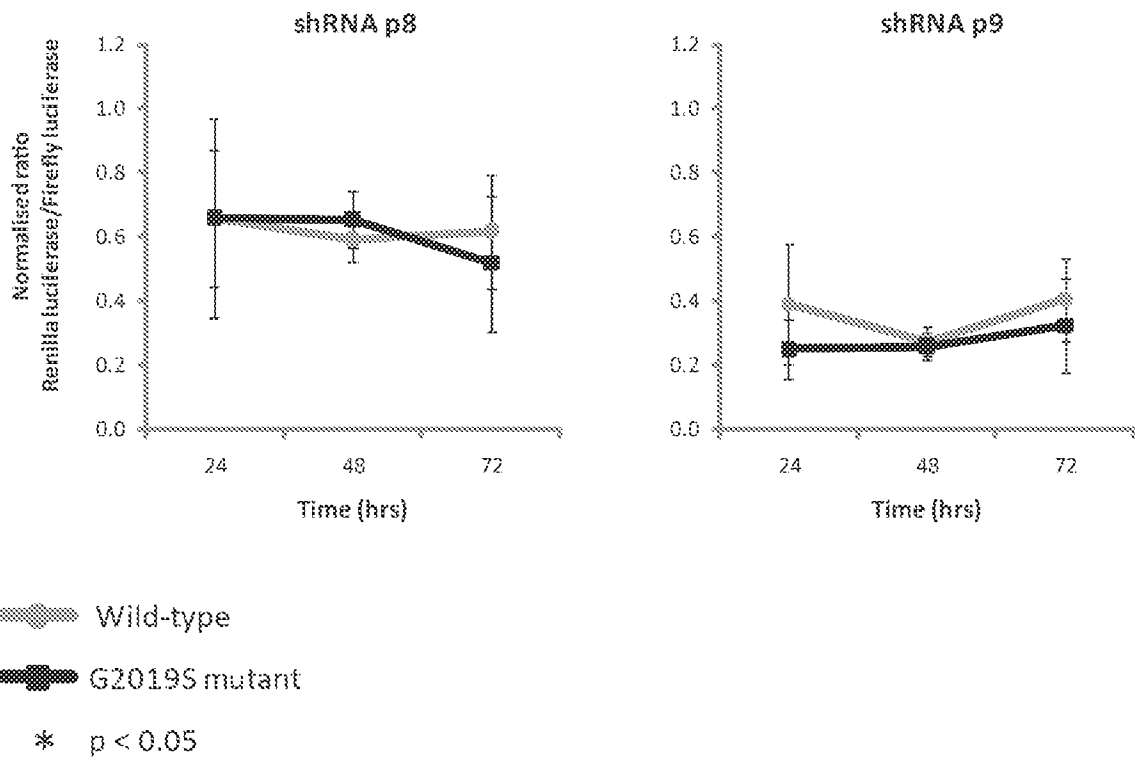 shRNA p8
Normalised ratio
Renilla luciferase/Firefly luciferase
1.2
1.0
0.8
0.6
0.4
0.2
0.0
24
48
72
Time (hrs)
shRNA p9
1.2
1.0
0.8
0.6
0.4
0.2
0.0
24
48
72
Time (hrs)
Wild-type
G2019S mutant
* p < 0.05